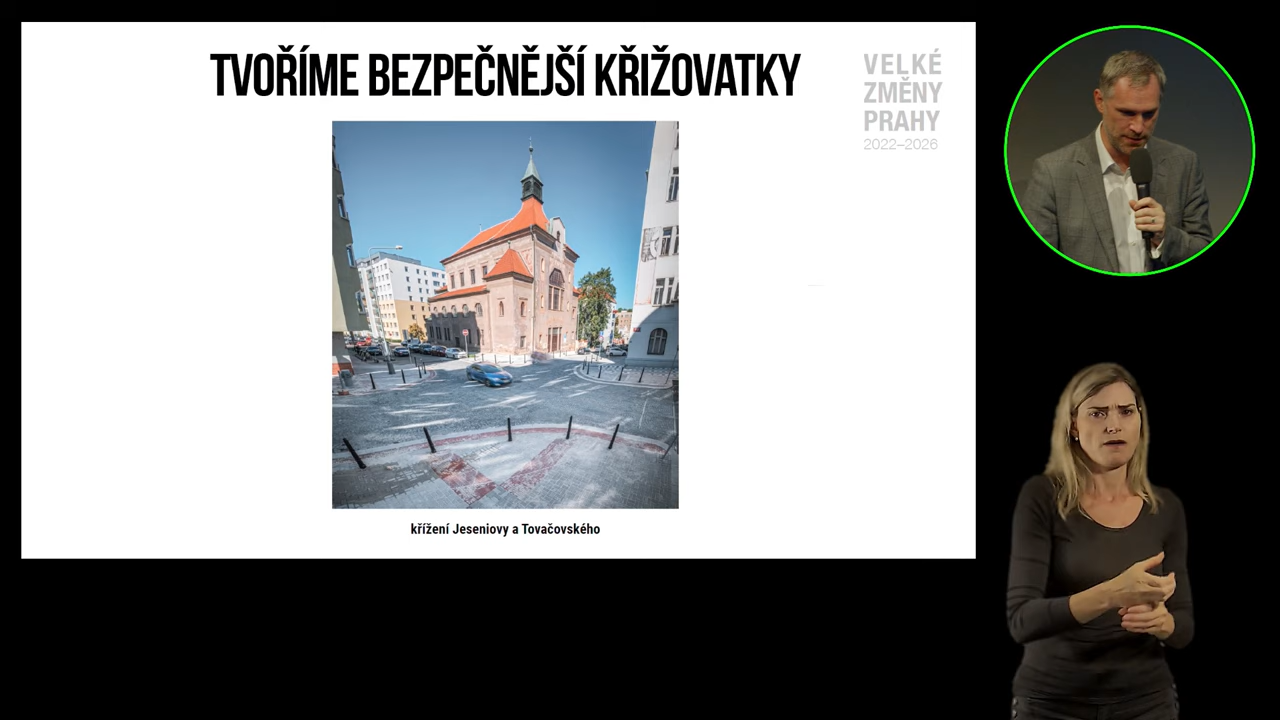 TVOŘÍME BEZPEČNĚJŠÍ KŘIŽOVATKY
VELKÉ
ZMĚNY
PRAHY
2022–2026
křížení Jeseniovy a Tovačovského